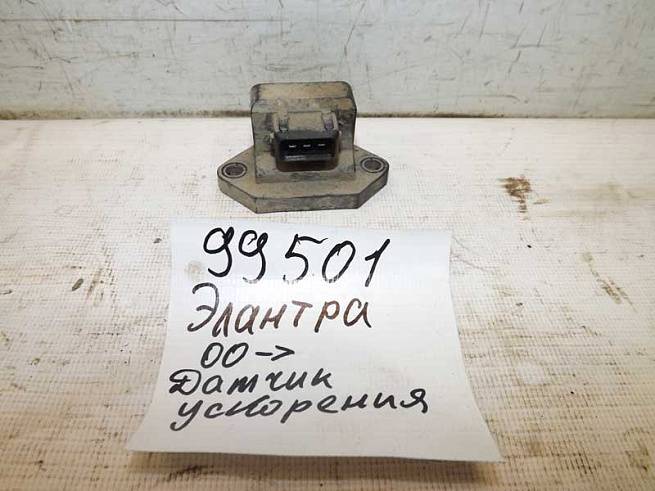 99501
Элантра
00->
Датчик
ускорения